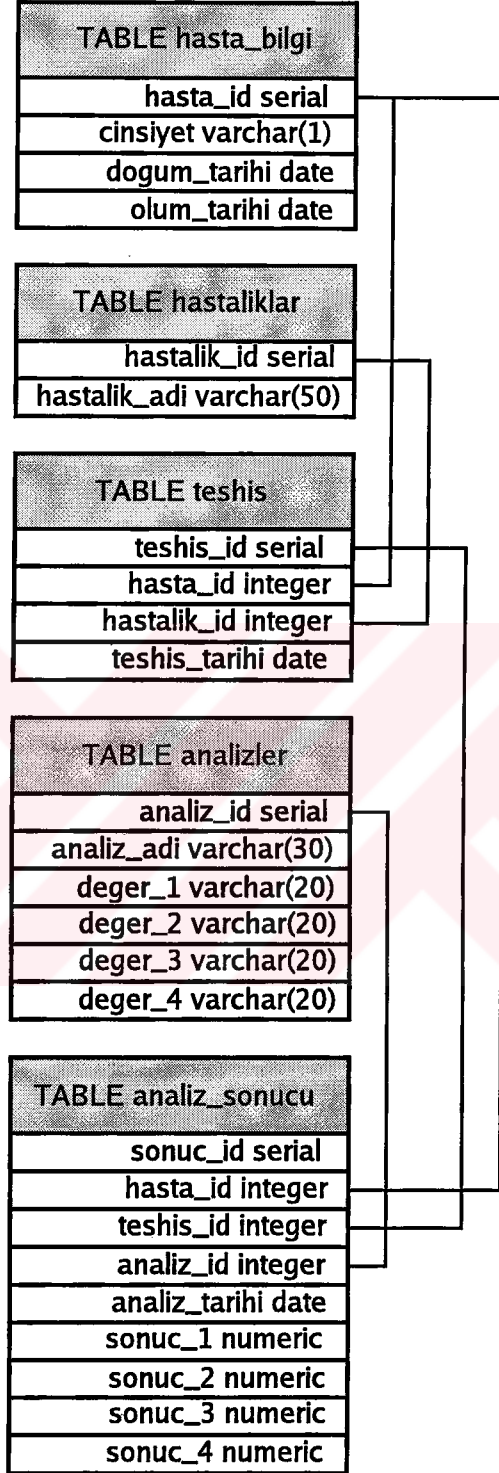 TABLE hasta_bilgi
hasta_id serial
cinsiyet varchar(1)
dogum_tarihi date
olum_tarihi date
TABLE hastaliklar
hastalik_id serial
hastalik_adi varchar(50)
TABLE teshis
teshis_id serial
hasta_id integer
hastalik_id integer
teshis_tarihi date
TABLE analizler
analiz_id serial
analiz_adi varchar(30)
deger_1 varchar(20)
deger_2 varchar(20)
deger_3 varchar(20)
deger_4 varchar(20)
TABLE analiz_sonucu
sonuc_id serial
hasta_id integer
teshis_id integer
analiz_id integer
analiz_tarihi date
sonuc_1 numeric
sonuc_2 numeric
sonuc_3 numeric
sonuc_4 numeric